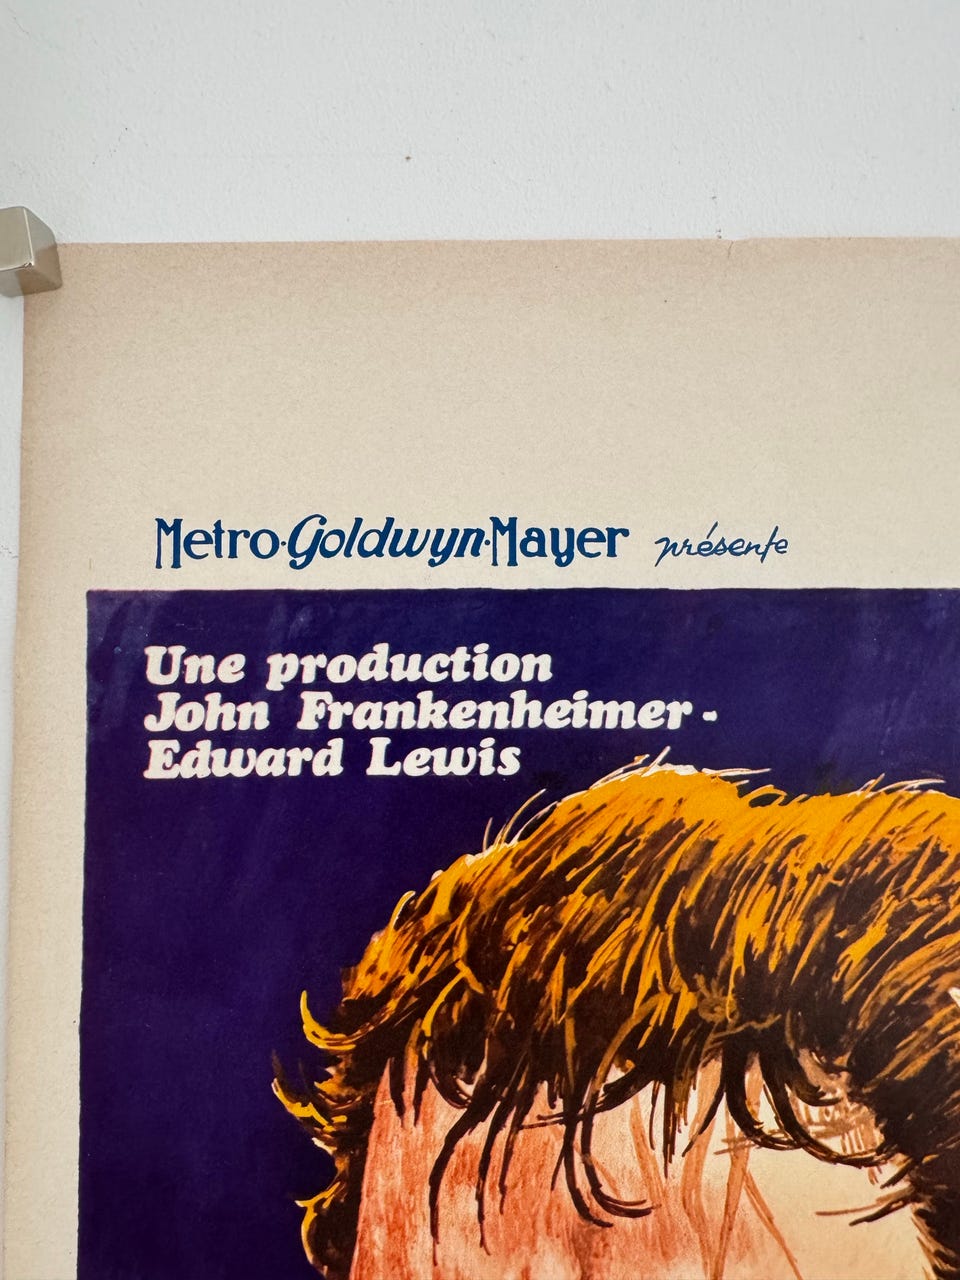 Metro·Goldwyn·Mayer présente
Une production
John Frankenheimer -
Edward Lewis